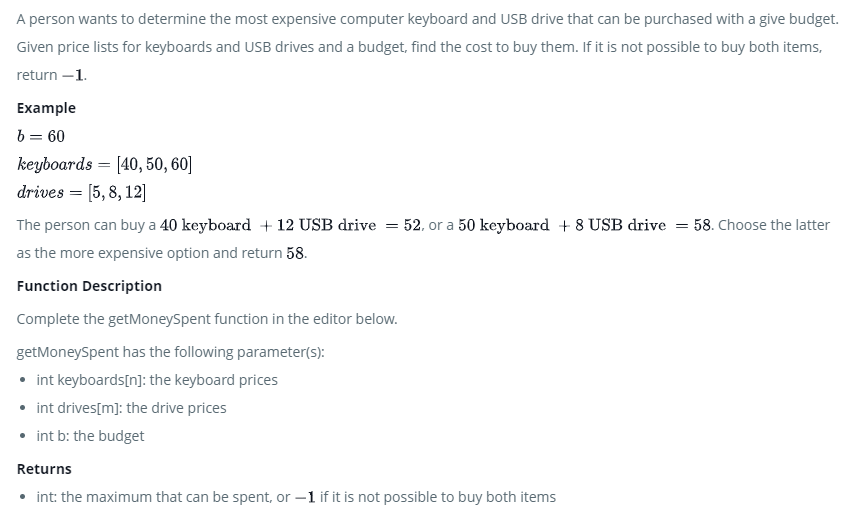 A person wants to determine the most expensive computer keyboard and USB drive that can be purchased with a give budget.
Given price lists for keyboards and USB drives and a budget, find the cost to buy them. If it is not possible to buy both items,
return −1.
Example
b = 60
keyboards = [40, 50, 60]
drives = [5, 8, 12]
The person can buy a 40 keyboard + 12 USB drive = 52, or a 50 keyboard + 8 USB drive = 58. Choose the latter
as the more expensive option and return 58.
Function Description
Complete the getMoneySpent function in the editor below.
getMoneySpent has the following parameter(s):
• int keyboards[n]: the keyboard prices
• int drives[m]: the drive prices
• int b: the budget
Returns
• int: the maximum that can be spent, or −1 if it is not possible to buy both items